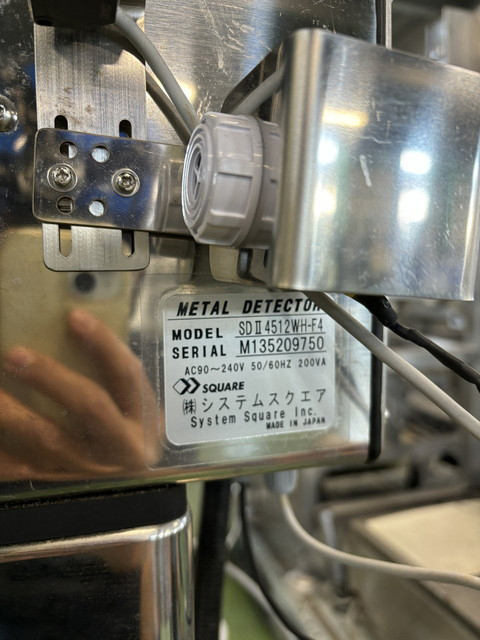 METAL DETECTOR
MODEL SDⅡ4512WH-F4
SERIAL M135209750
AC90～240V 50/60HZ 200VA
SQUARE
㈱システムスクエア
System Square Inc.
MADE IN JAPAN